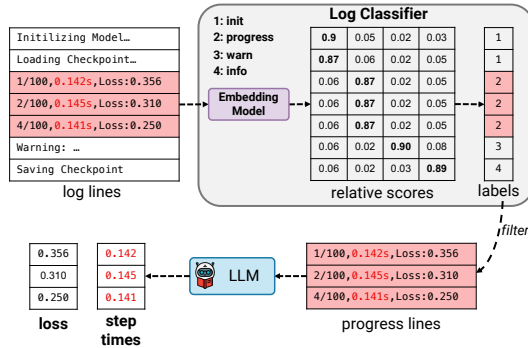 Log Classifier
1: init
2: progress
3: warn
4: info
Initilizing Model…
Loading Checkpoint…
1/100,0.142s,Loss:0.356
2/100,0.145s,Loss:0.310
4/100,0.141s,Loss:0.250
Warning: …
Saving Checkpoint
log lines
Embedding
Model
0.9 0.05 0.02 0.03
0.87 0.06 0.02 0.05
0.06 0.87 0.02 0.05
0.06 0.87 0.02 0.05
0.06 0.87 0.02 0.05
0.06 0.02 0.90 0.08
0.06 0.02 0.03 0.89
relative scores
1
1
2
2
2
3
4
labels
filter
1/100,0.142s,Loss:0.356
2/100,0.145s,Loss:0.310
4/100,0.141s,Loss:0.250
progress lines
LLM
0.142
0.145
0.141
step
times
0.356
0.310
0.250
loss